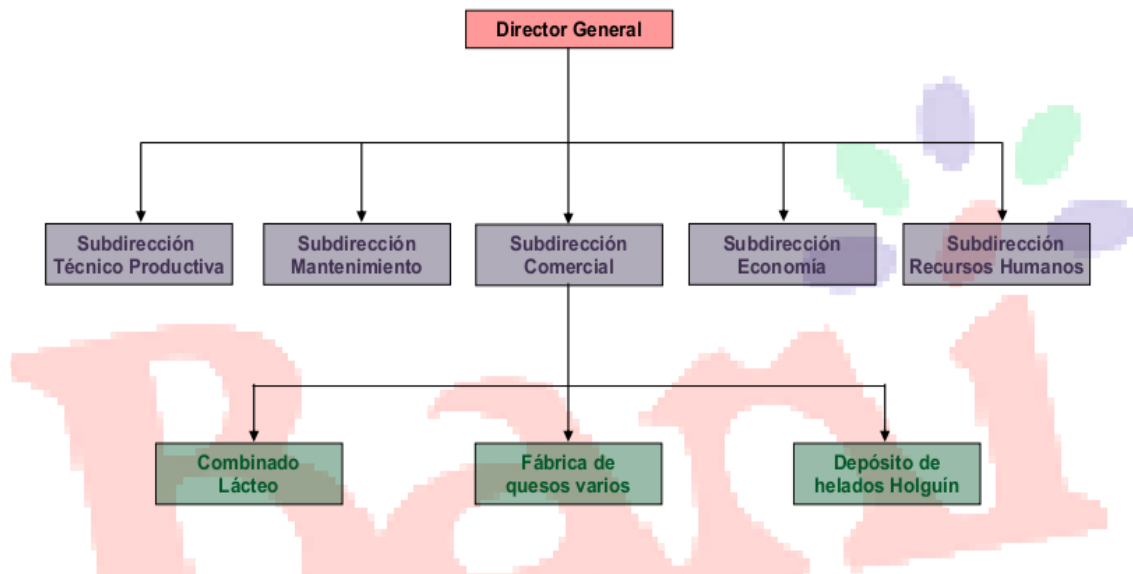 Director General
Subdirección
Técnico Productiva
Subdirección
Mantenimiento
Subdirección
Comercial
Subdirección
Economía
Subdirección
Recursos Humanos
Combinado
Lácteo
Fábrica de
quesos varios
Depósito de
helados Holguín